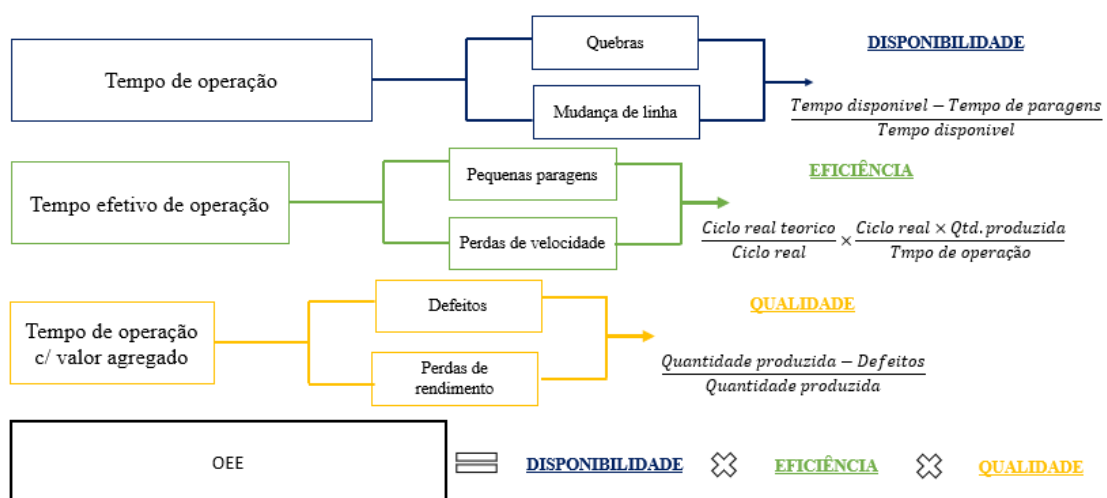 Tempo de operação
Quebras
Mudança de linha
DISPONIBILIDADE
Tempo disponivel − Tempo de paragens
Tempo disponivel
Tempo efetivo de operação
Pequenas paragens
Perdas de velocidade
EFICIÊNCIA
Ciclo real teorico
Ciclo real
×
Ciclo real × Qtd. produzida
Tmpo de operação
Tempo de operação
c/ valor agregado
Defeitos
Perdas de
rendimento
QUALIDADE
Quantidade produzida − Defeitos
Quantidade produzida
OEE = DISPONIBILIDADE × EFICIÊNCIA × QUALIDADE